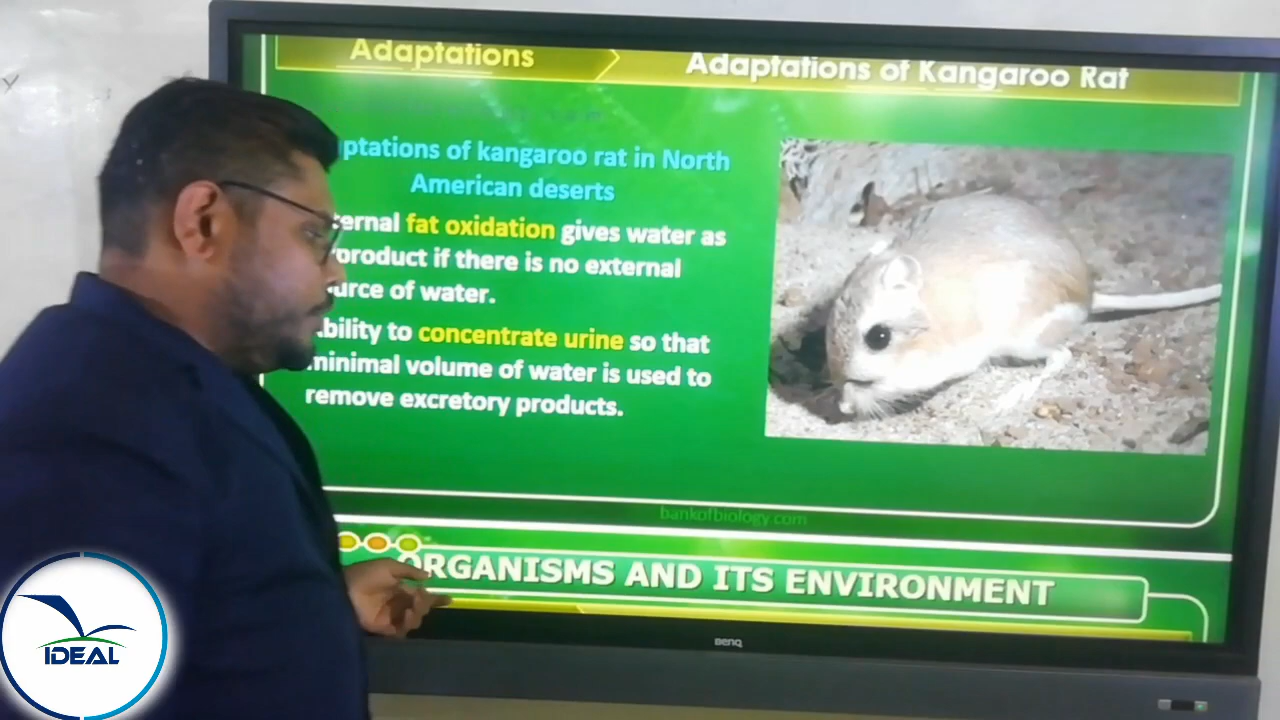 Adaptations
Adaptations of Kangaroo Rat
ptations of kangaroo rat in North
American deserts
ternal fat oxidation gives water as
product if there is no external
urce of water.
bility to concentrate urine so that
minimal volume of water is used to
remove excretory products.
bankofbiology.com
ORGANISMS AND ITS ENVIRONMENT
BenQ
IDEAL